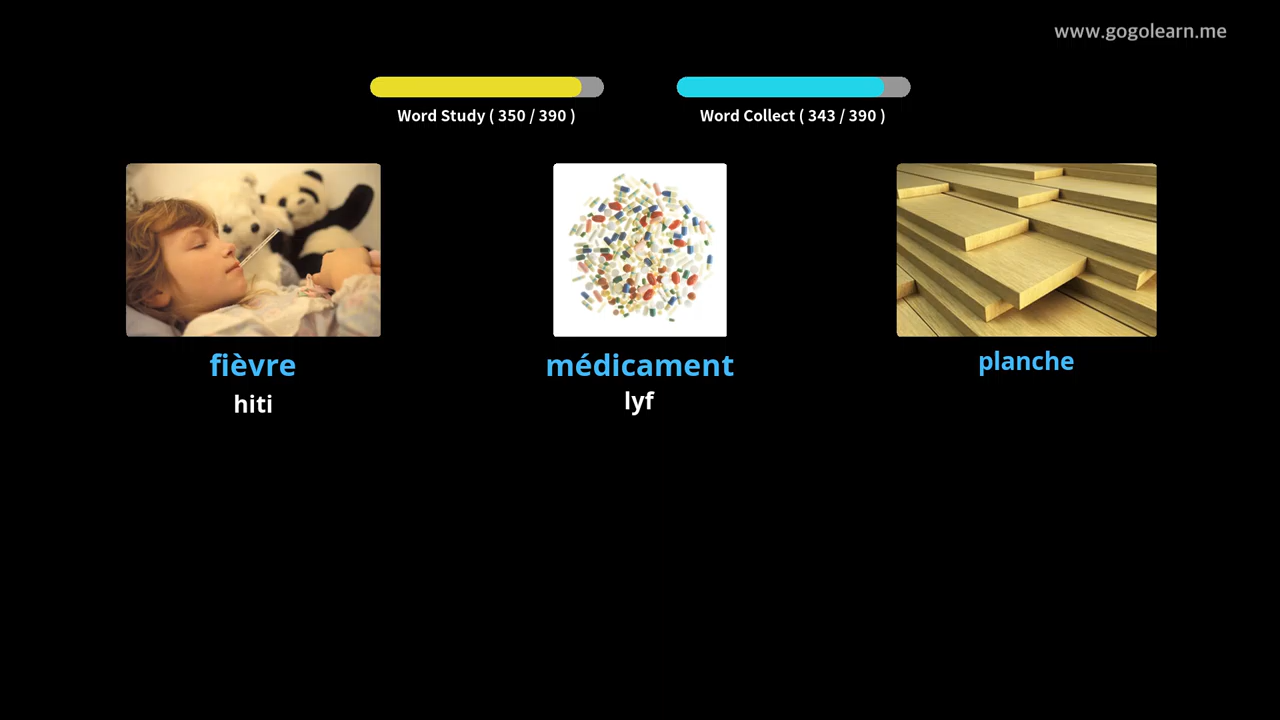 www.gogolearn.me
Word Study ( 350 / 390 )
Word Collect ( 343 / 390 )
fièvre
hiti
médicament
lyf
planche